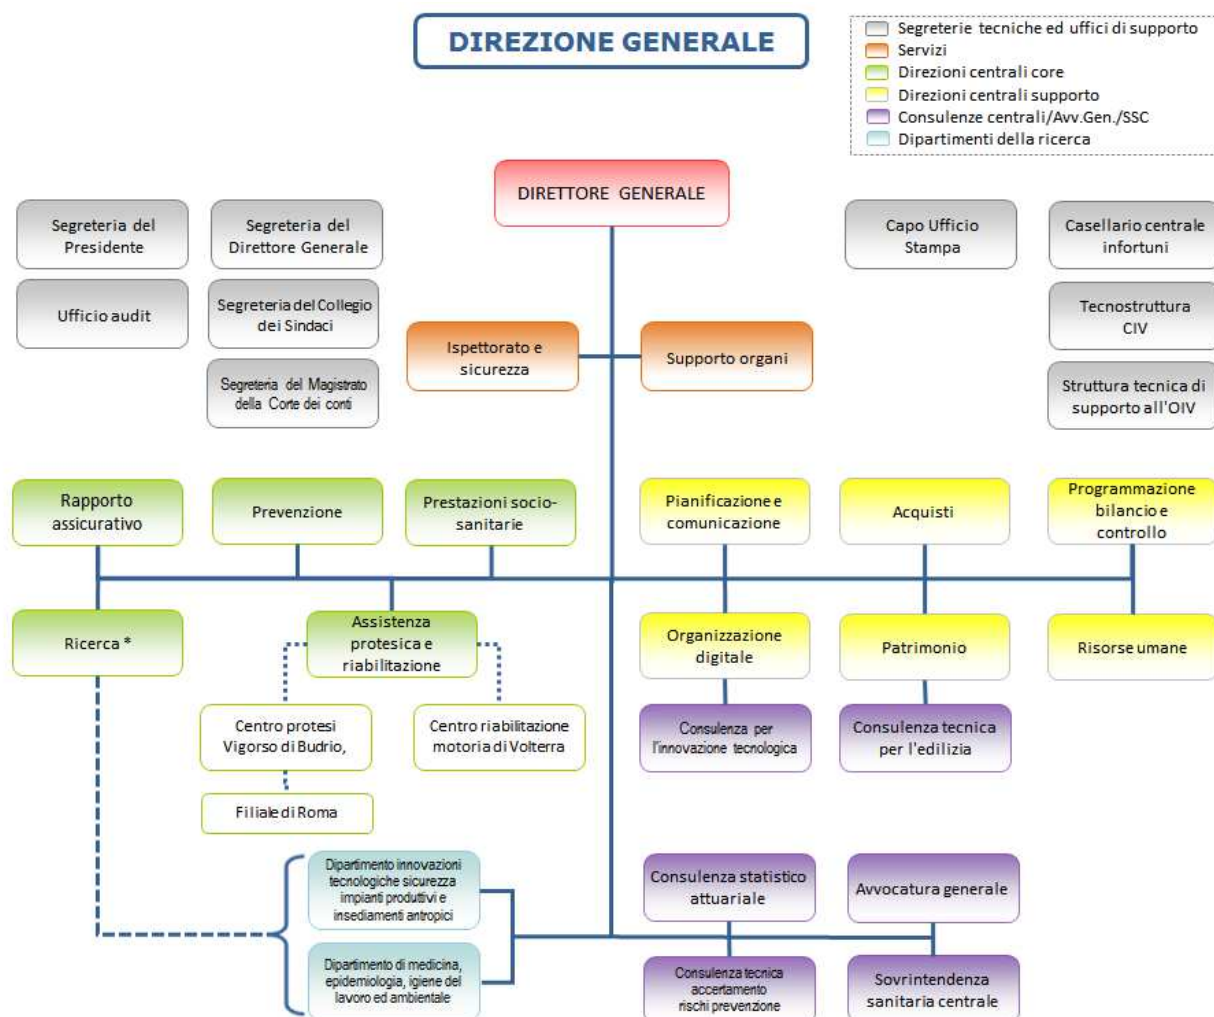 DIREZIONE GENERALE
Segreterie tecniche ed uffici di supporto
Servizi
Direzioni centrali core
Direzioni centrali supporto
Consulenze centrali/Avv.Gen./SSC
Dipartimenti della ricerca
DIRETTORE GENERALE
Segreteria del
Presidente
Segreteria del
Direttore Generale
Capo Ufficio
Stampa
Casellario centrale
infortuni
Ufficio audit
Segreteria del Collegio
dei Sindaci
Tecnostruttura
CIV
Ispettorato e
sicurezza
Supporto organi
Segreteria del Magistrato
della Corte dei conti
Struttura tecnica di
supporto all'OIV
Rapporto
assicurativo
Prevenzione
Prestazioni socio-
sanitarie
Pianificazione e
comunicazione
Acquisti
Programmazione
bilancio e
controllo
Ricerca *
Assistenza
protesica e
riabilitazione
Organizzazione
digitale
Patrimonio
Risorse umane
Centro protesi
Vigorso di Budrio,
Centro riabilitazione
motoria di Volterra
Consulenza per
l'innovazione tecnologica
Consulenza tecnica
per l'edilizia
Filiale di Roma
Dipartimento innovazioni
tecnologiche sicurezza
impianti produttivi e
insediamenti antropici
Consulenza statistico
attuariale
Avvocatura generale
Dipartimento di medicina,
epidemiologia, igiene del
lavoro ed ambientale
Consulenza tecnica
accertamento
rischi prevenzione
Sovrintendenza
sanitaria centrale